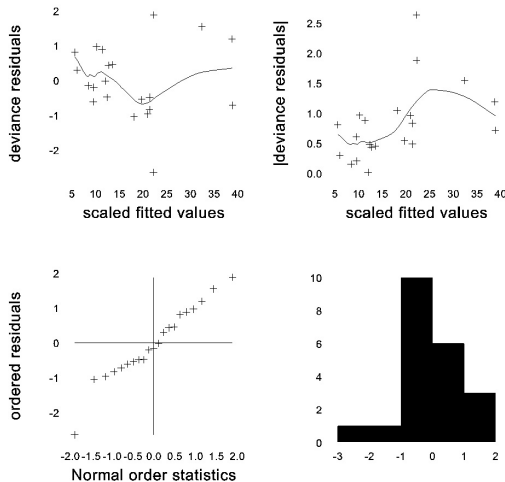 2
1
0
-1
-2
deviance residuals
5 10 15 20 25 30 35 40
scaled fitted values
2.5
2.0
1.5
1.0
0.5
0.0
|deviance residuals|
5 10 15 20 25 30 35 40
scaled fitted values
2
1
0
-1
-2
ordered residuals
-2.0 -1.5 -1.0 -0.5 0.0 0.5 1.0 1.5 2.0
Normal order statistics
10
8
6
4
2
0
-3 -2 -1 0 1 2